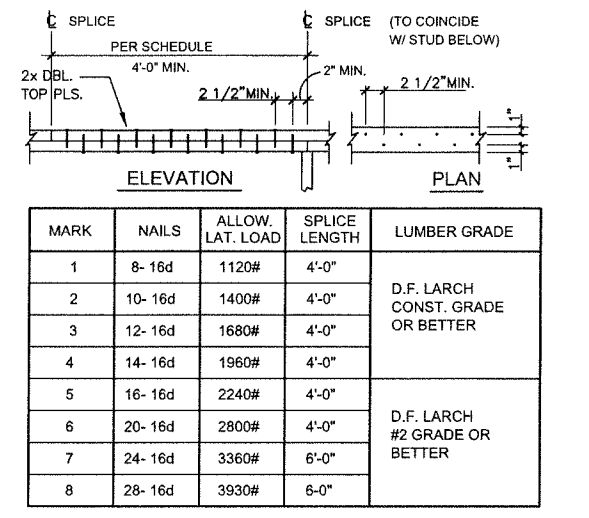 ℄ SPLICE
℄ SPLICE (TO COINCIDE
W/ STUD BELOW)
PER SCHEDULE
4'-0" MIN.
2x DBL.
TOP PLS.
2 1/2"MIN.
2" MIN.
2 1/2"MIN.
1"
1"
ELEVATION
PLAN
MARK NAILS ALLOW. LAT. LOAD SPLICE LENGTH LUMBER GRADE
1 8- 16d 1120# 4'-0"
2 10- 16d 1400# 4'-0"
3 12- 16d 1680# 4'-0"
4 14- 16d 1960# 4'-0"
D.F. LARCH
CONST. GRADE
OR BETTER
5 16- 16d 2240# 4'-0"
6 20- 16d 2800# 4'-0"
7 24- 16d 3360# 6'-0"
8 28- 16d 3930# 6-0"
D.F. LARCH
#2 GRADE OR
BETTER